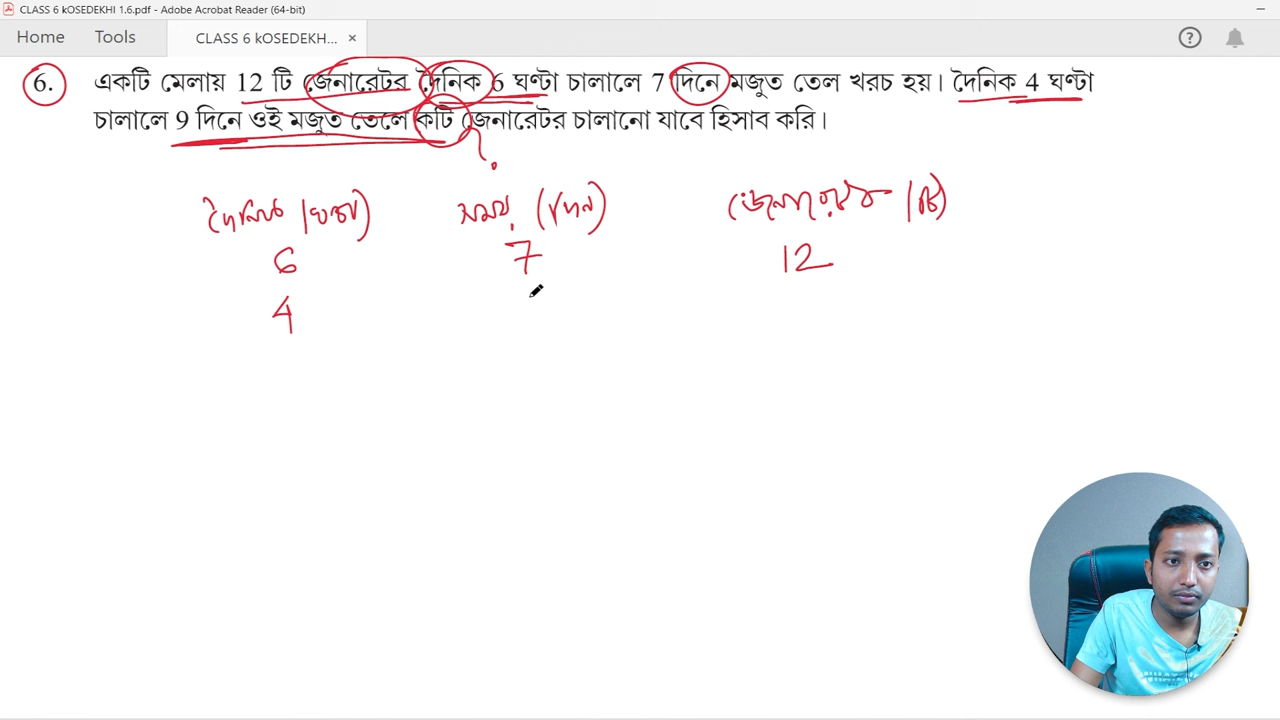 CLASS 6 kOSEDEKHI 1.6.pdf - Adobe Acrobat Reader (64-bit)
Home Tools CLASS 6 kOSEDEKH... ×
6. একটি মেলায় 12 টি জেনারেটর দৈনিক 6 ঘণ্টা চালালে 7 দিনে মজুত তেল খরচ হয়। দৈনিক 4 ঘণ্টা
চালালে 9 দিনে ওই মজুত তেলে কটি জেনারেটর চালানো যাবে হিসাব করি।
?
দৈনিক (ঘন্টা) সময় (দিন) জেনারেটর (টি)
6 7 12
4